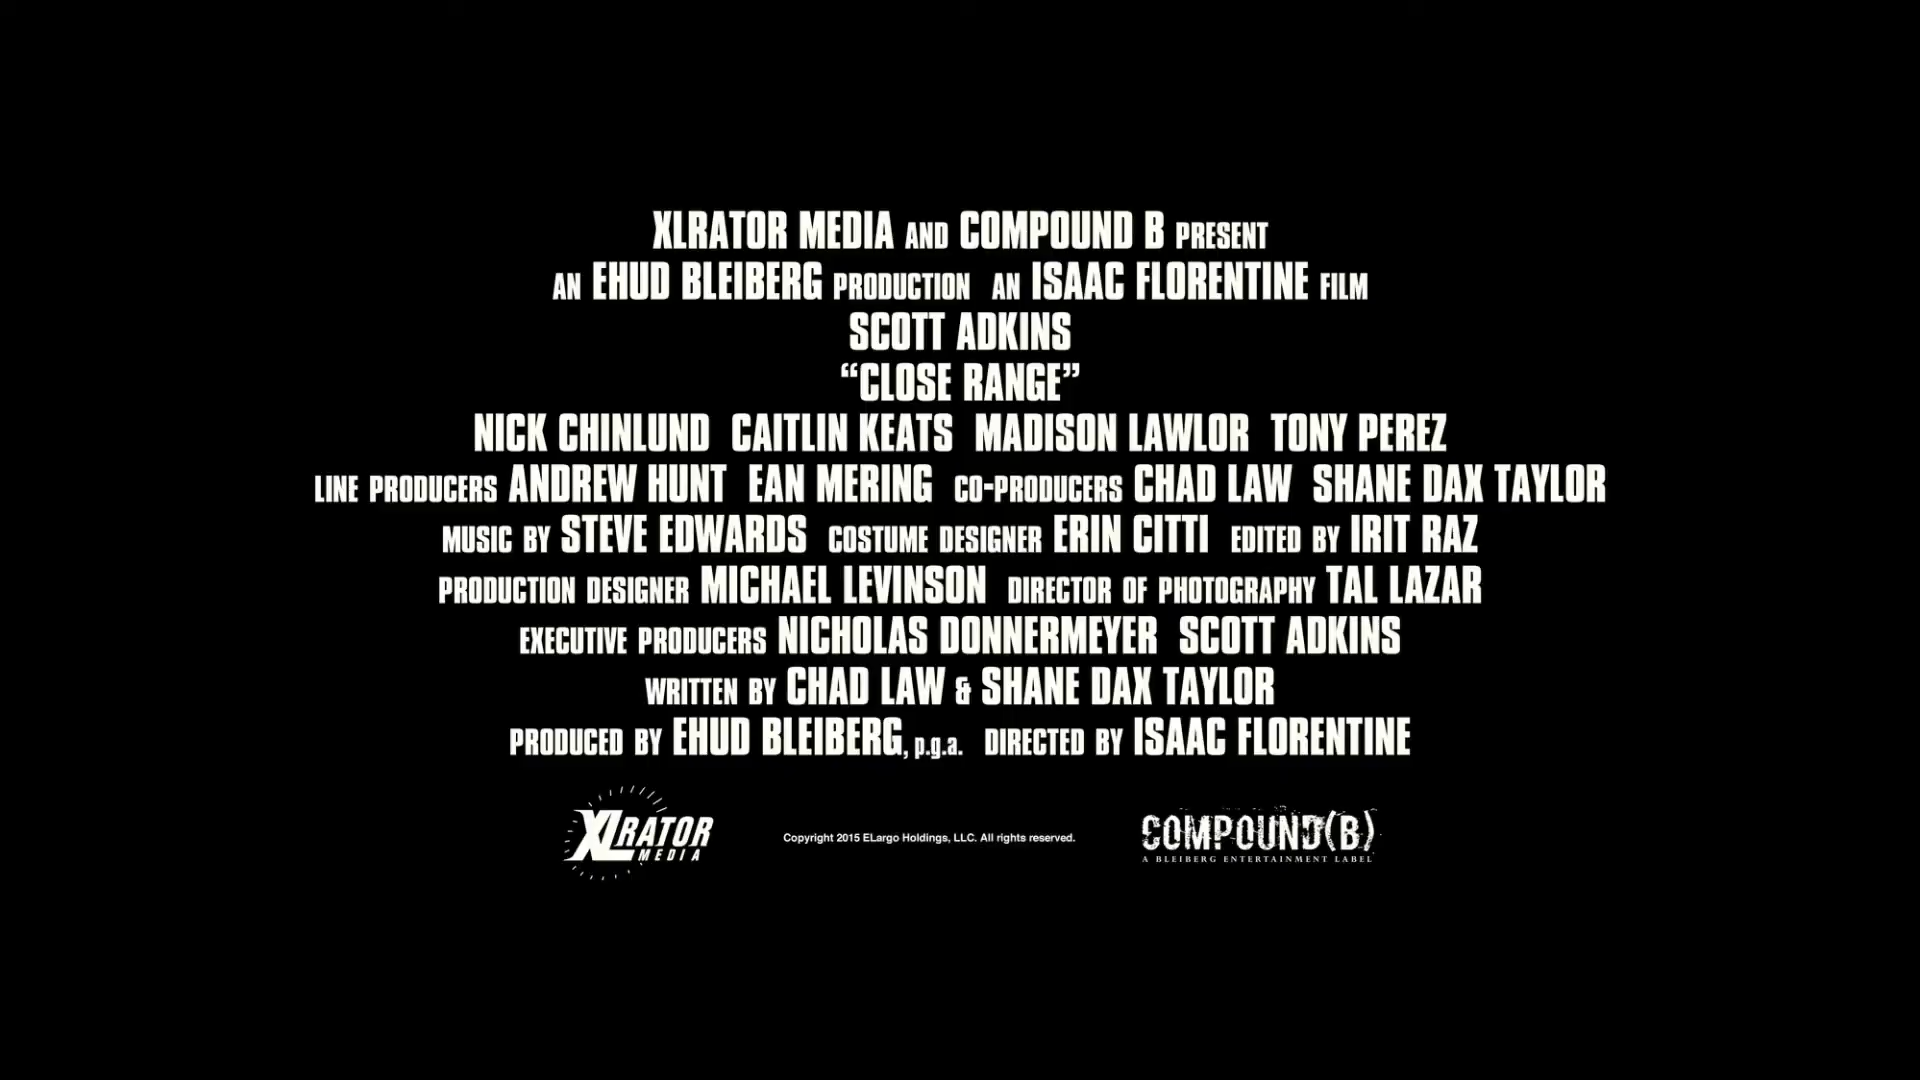 XLRATOR MEDIA AND COMPOUND B PRESENT
AN EHUD BLEIBERG PRODUCTION AN ISAAC FLORENTINE FILM
SCOTT ADKINS
“CLOSE RANGE”
NICK CHINLUND CAITLIN KEATS MADISON LAWLOR TONY PEREZ
LINE PRODUCERS ANDREW HUNT EAN MERING CO-PRODUCERS CHAD LAW SHANE DAX TAYLOR
MUSIC BY STEVE EDWARDS COSTUME DESIGNER ERIN CITTI EDITED BY IRIT RAZ
PRODUCTION DESIGNER MICHAEL LEVINSON DIRECTOR OF PHOTOGRAPHY TAL LAZAR
EXECUTIVE PRODUCERS NICHOLAS DONNERMEYER SCOTT ADKINS
WRITTEN BY CHAD LAW & SHANE DAX TAYLOR
PRODUCED BY EHUD BLEIBERG, p.g.a. DIRECTED BY ISAAC FLORENTINE
XLRATOR
MEDIA
Copyright 2015 ELargo Holdings, LLC. All rights reserved.
COMPOUND(B)
A BLEIBERG ENTERTAINMENT LABEL